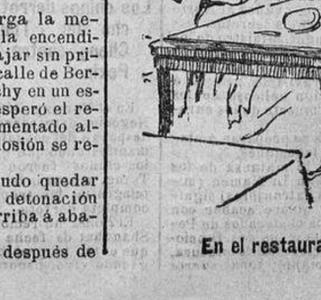 rga la me-
la encendi-
ajar sin pri-
calle de Ber-
hy en un es-
esperó el re-
mentado al-
losión se re-
udo quedar
detonación
rriba á aba-
después de
En el restaura